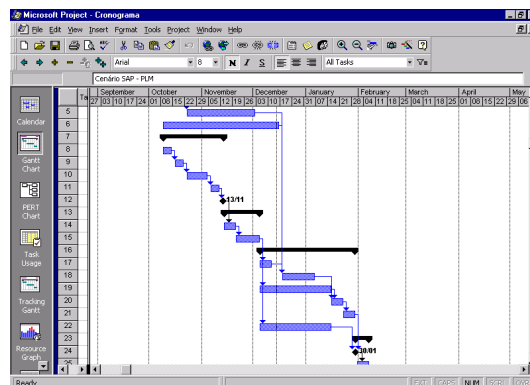 Microsoft Project - Cronograma
File Edit View Insert Format Tools Project Window Help
Arial 8 N I S All Tasks
Cenário SAP - PLM
Ta September October November December January February March April May
27 03 10 17 24 01 08 15 22 29 05 12 19 26 03 10 17 24 31 07 14 21 28 04 11 18 25 04 11 18 25 01 08 15 22 29 06
Calendar
Gantt
Chart
PERT
Chart
Task
Usage
Tracking
Gantt
Resource
Graph
5
6
7
8
9
10
11
12 13/11
13
14
15
16
17
18
19
20
21
22
23
24 30/01
25
Ready EXT CAPS NUM SCRL OVR